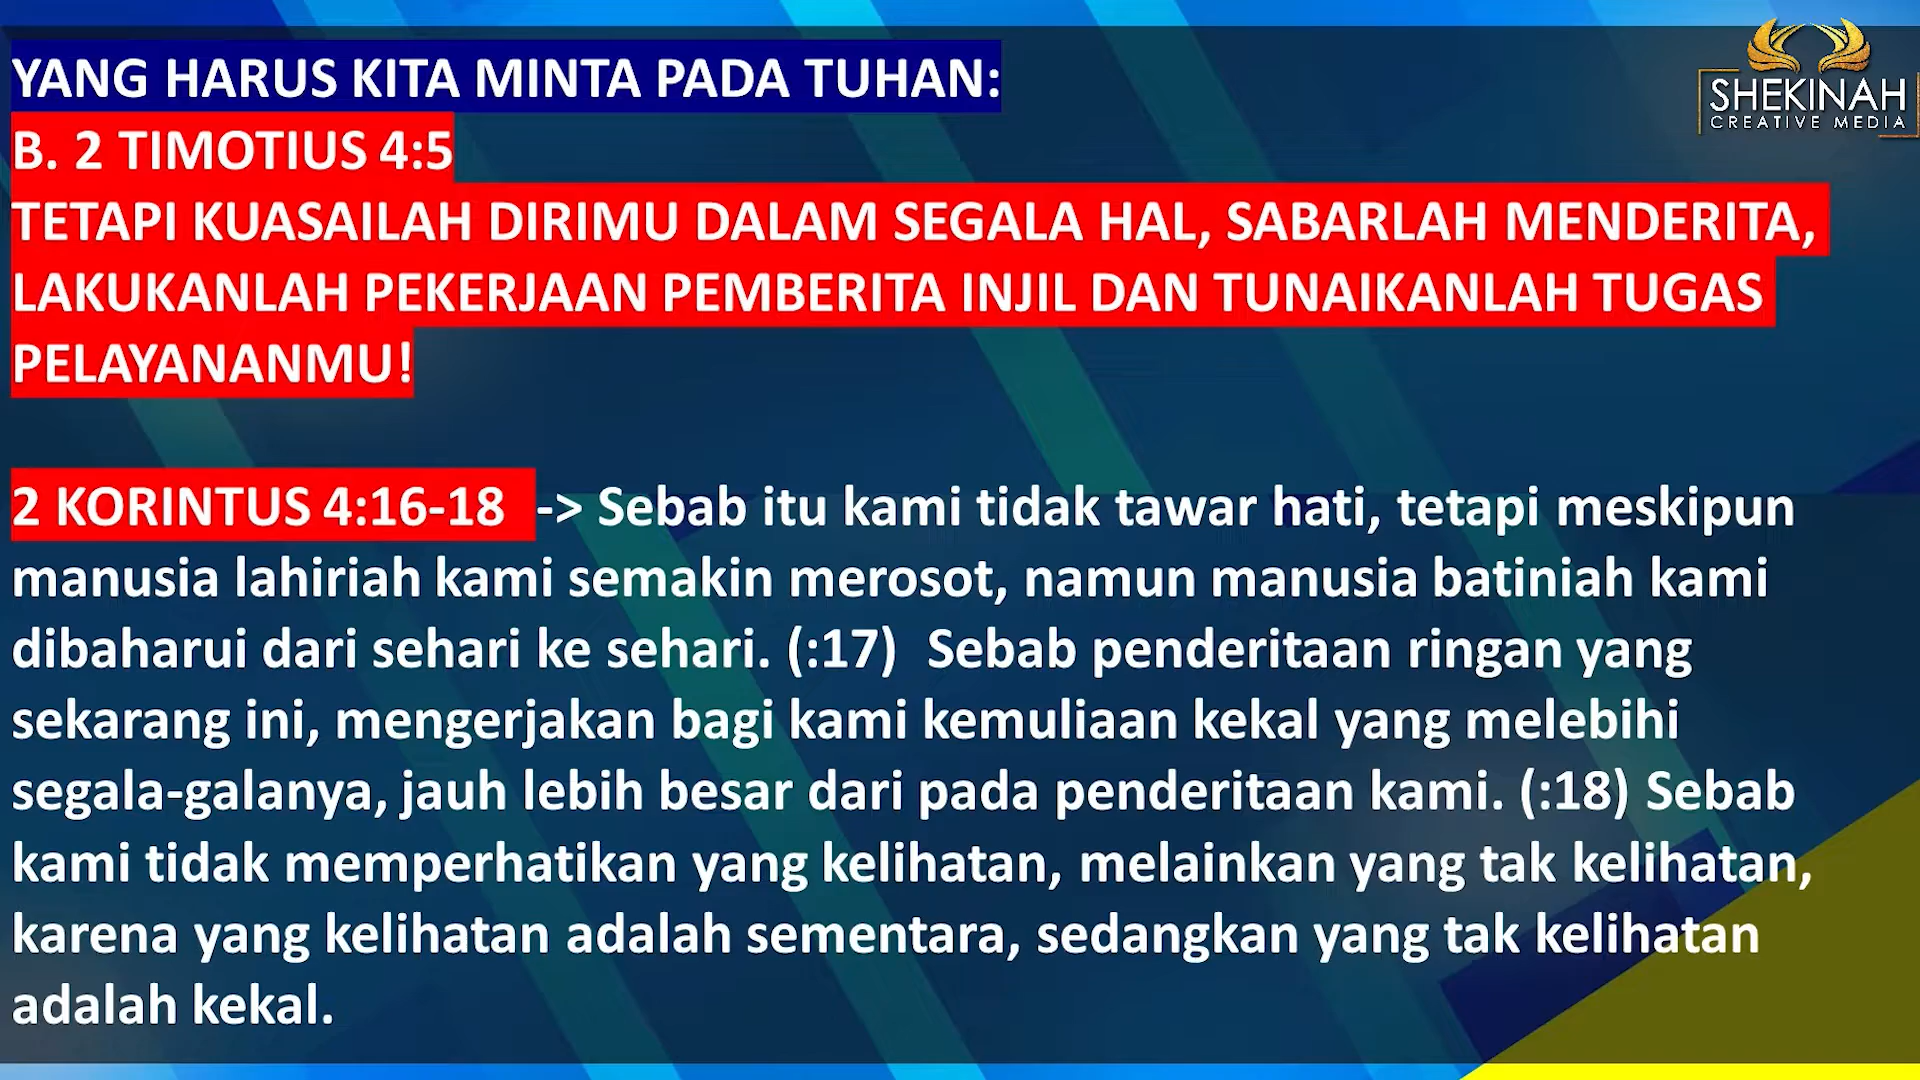 YANG HARUS KITA MINTA PADA TUHAN:
B. 2 TIMOTIUS 4:5
TETAPI KUASAILAH DIRIMU DALAM SEGALA HAL, SABARLAH MENDERITA,
LAKUKANLAH PEKERJAAN PEMBERITA INJIL DAN TUNAIKANLAH TUGAS
PELAYANANMU!
2 KORINTUS 4:16-18 -> Sebab itu kami tidak tawar hati, tetapi meskipun
manusia lahiriah kami semakin merosot, namun manusia batiniah kami
dibaharui dari sehari ke sehari. (:17) Sebab penderitaan ringan yang
sekarang ini, mengerjakan bagi kami kemuliaan kekal yang melebihi
segala-galanya, jauh lebih besar dari pada penderitaan kami. (:18) Sebab
kami tidak memperhatikan yang kelihatan, melainkan yang tak kelihatan,
karena yang kelihatan adalah sementara, sedangkan yang tak kelihatan
adalah kekal.
SHEKINAH
CREATIVE MEDIA